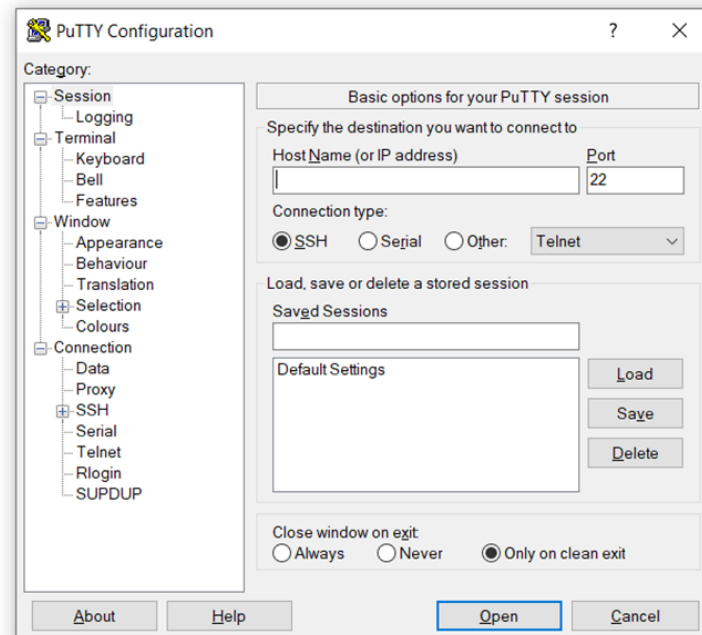 PuTTY Configuration
?
Category:
Session
Logging
Terminal
Keyboard
Bell
Features
Window
Appearance
Behaviour
Translation
Selection
Colours
Connection
Data
Proxy
SSH
Serial
Telnet
Rlogin
SUPDUP
Basic options for your PuTTY session
Specify the destination you want to connect to
Host Name (or IP address) Port
22
Connection type:
SSH Serial Other: Telnet
Load, save or delete a stored session
Saved Sessions
Default Settings
Load
Save
Delete
Close window on exit:
Always Never Only on clean exit
About Help Open Cancel